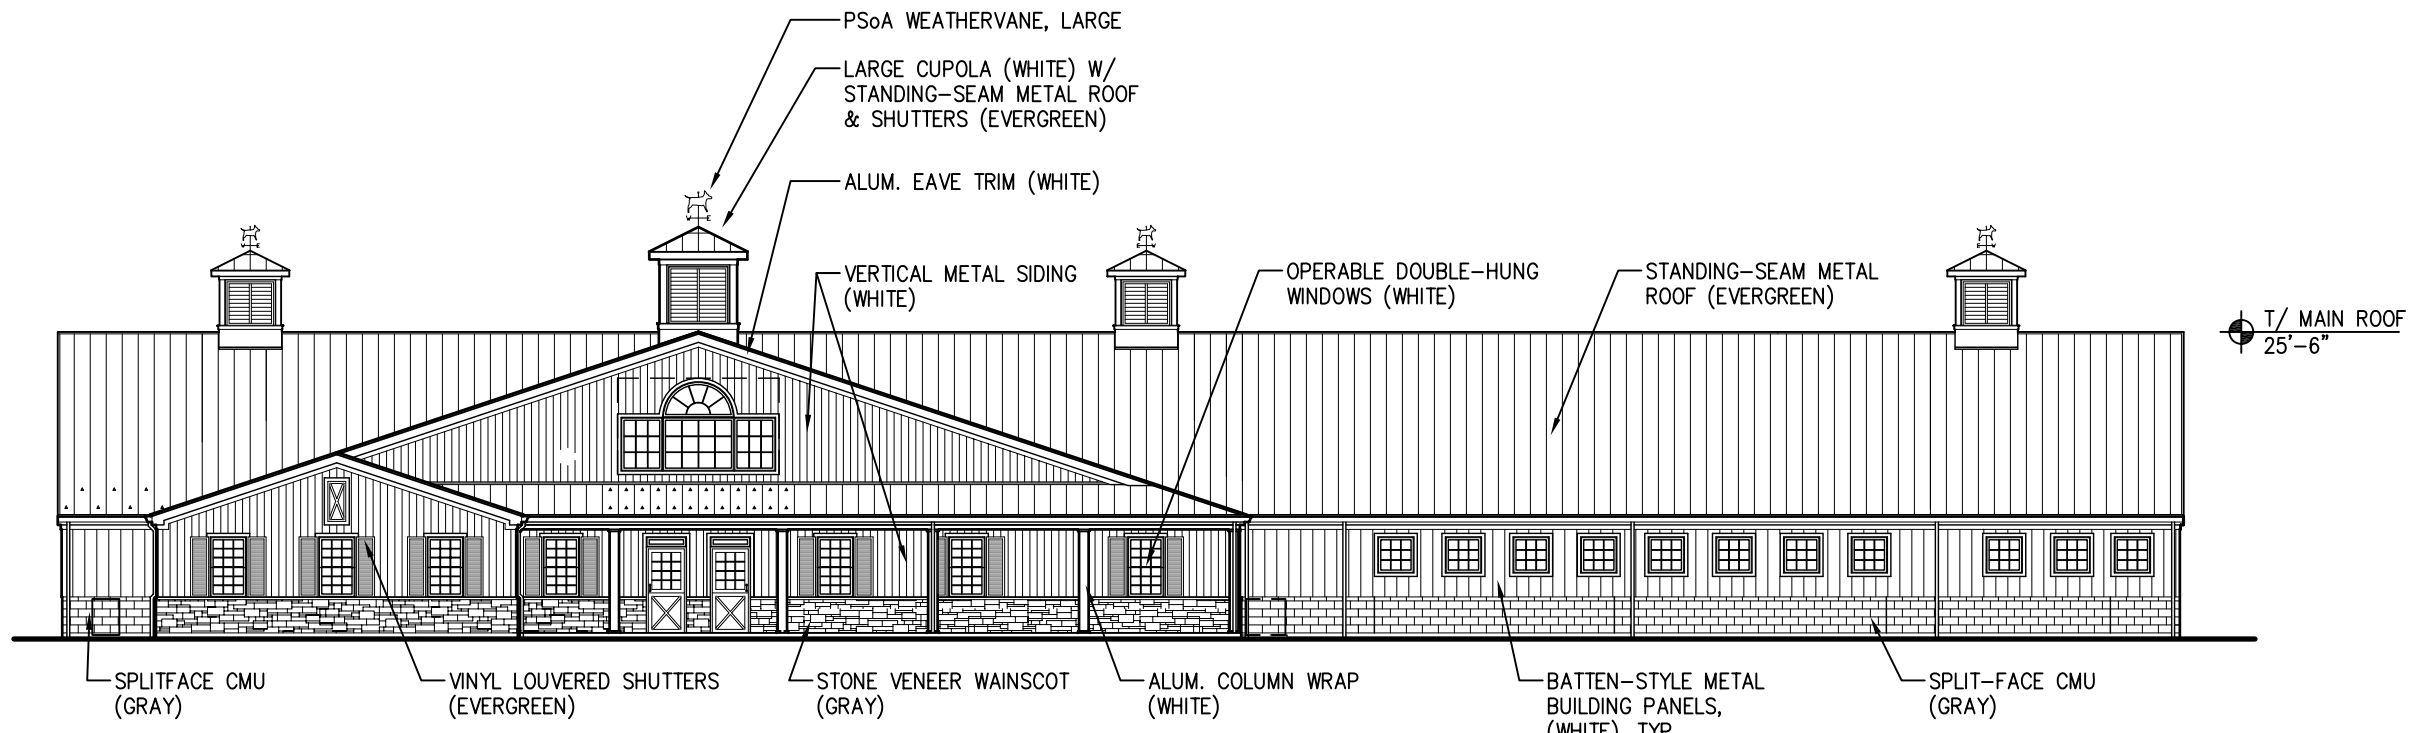 PSoA WEATHERVANE, LARGE
LARGE CUPOLA (WHITE) W/
STANDING-SEAM METAL ROOF
& SHUTTERS (EVERGREEN)
ALUM. EAVE TRIM (WHITE)
VERTICAL METAL SIDING
(WHITE)
OPERABLE DOUBLE-HUNG
WINDOWS (WHITE)
STANDING-SEAM METAL
ROOF (EVERGREEN)
T/ MAIN ROOF
25'-6"
SPLITFACE CMU
(GRAY)
VINYL LOUVERED SHUTTERS
(EVERGREEN)
STONE VENEER WAINSCOT
(GRAY)
ALUM. COLUMN WRAP
(WHITE)
BATTEN-STYLE METAL
BUILDING PANELS,
(WHITE) TYP
SPLIT-FACE CMU
(GRAY)